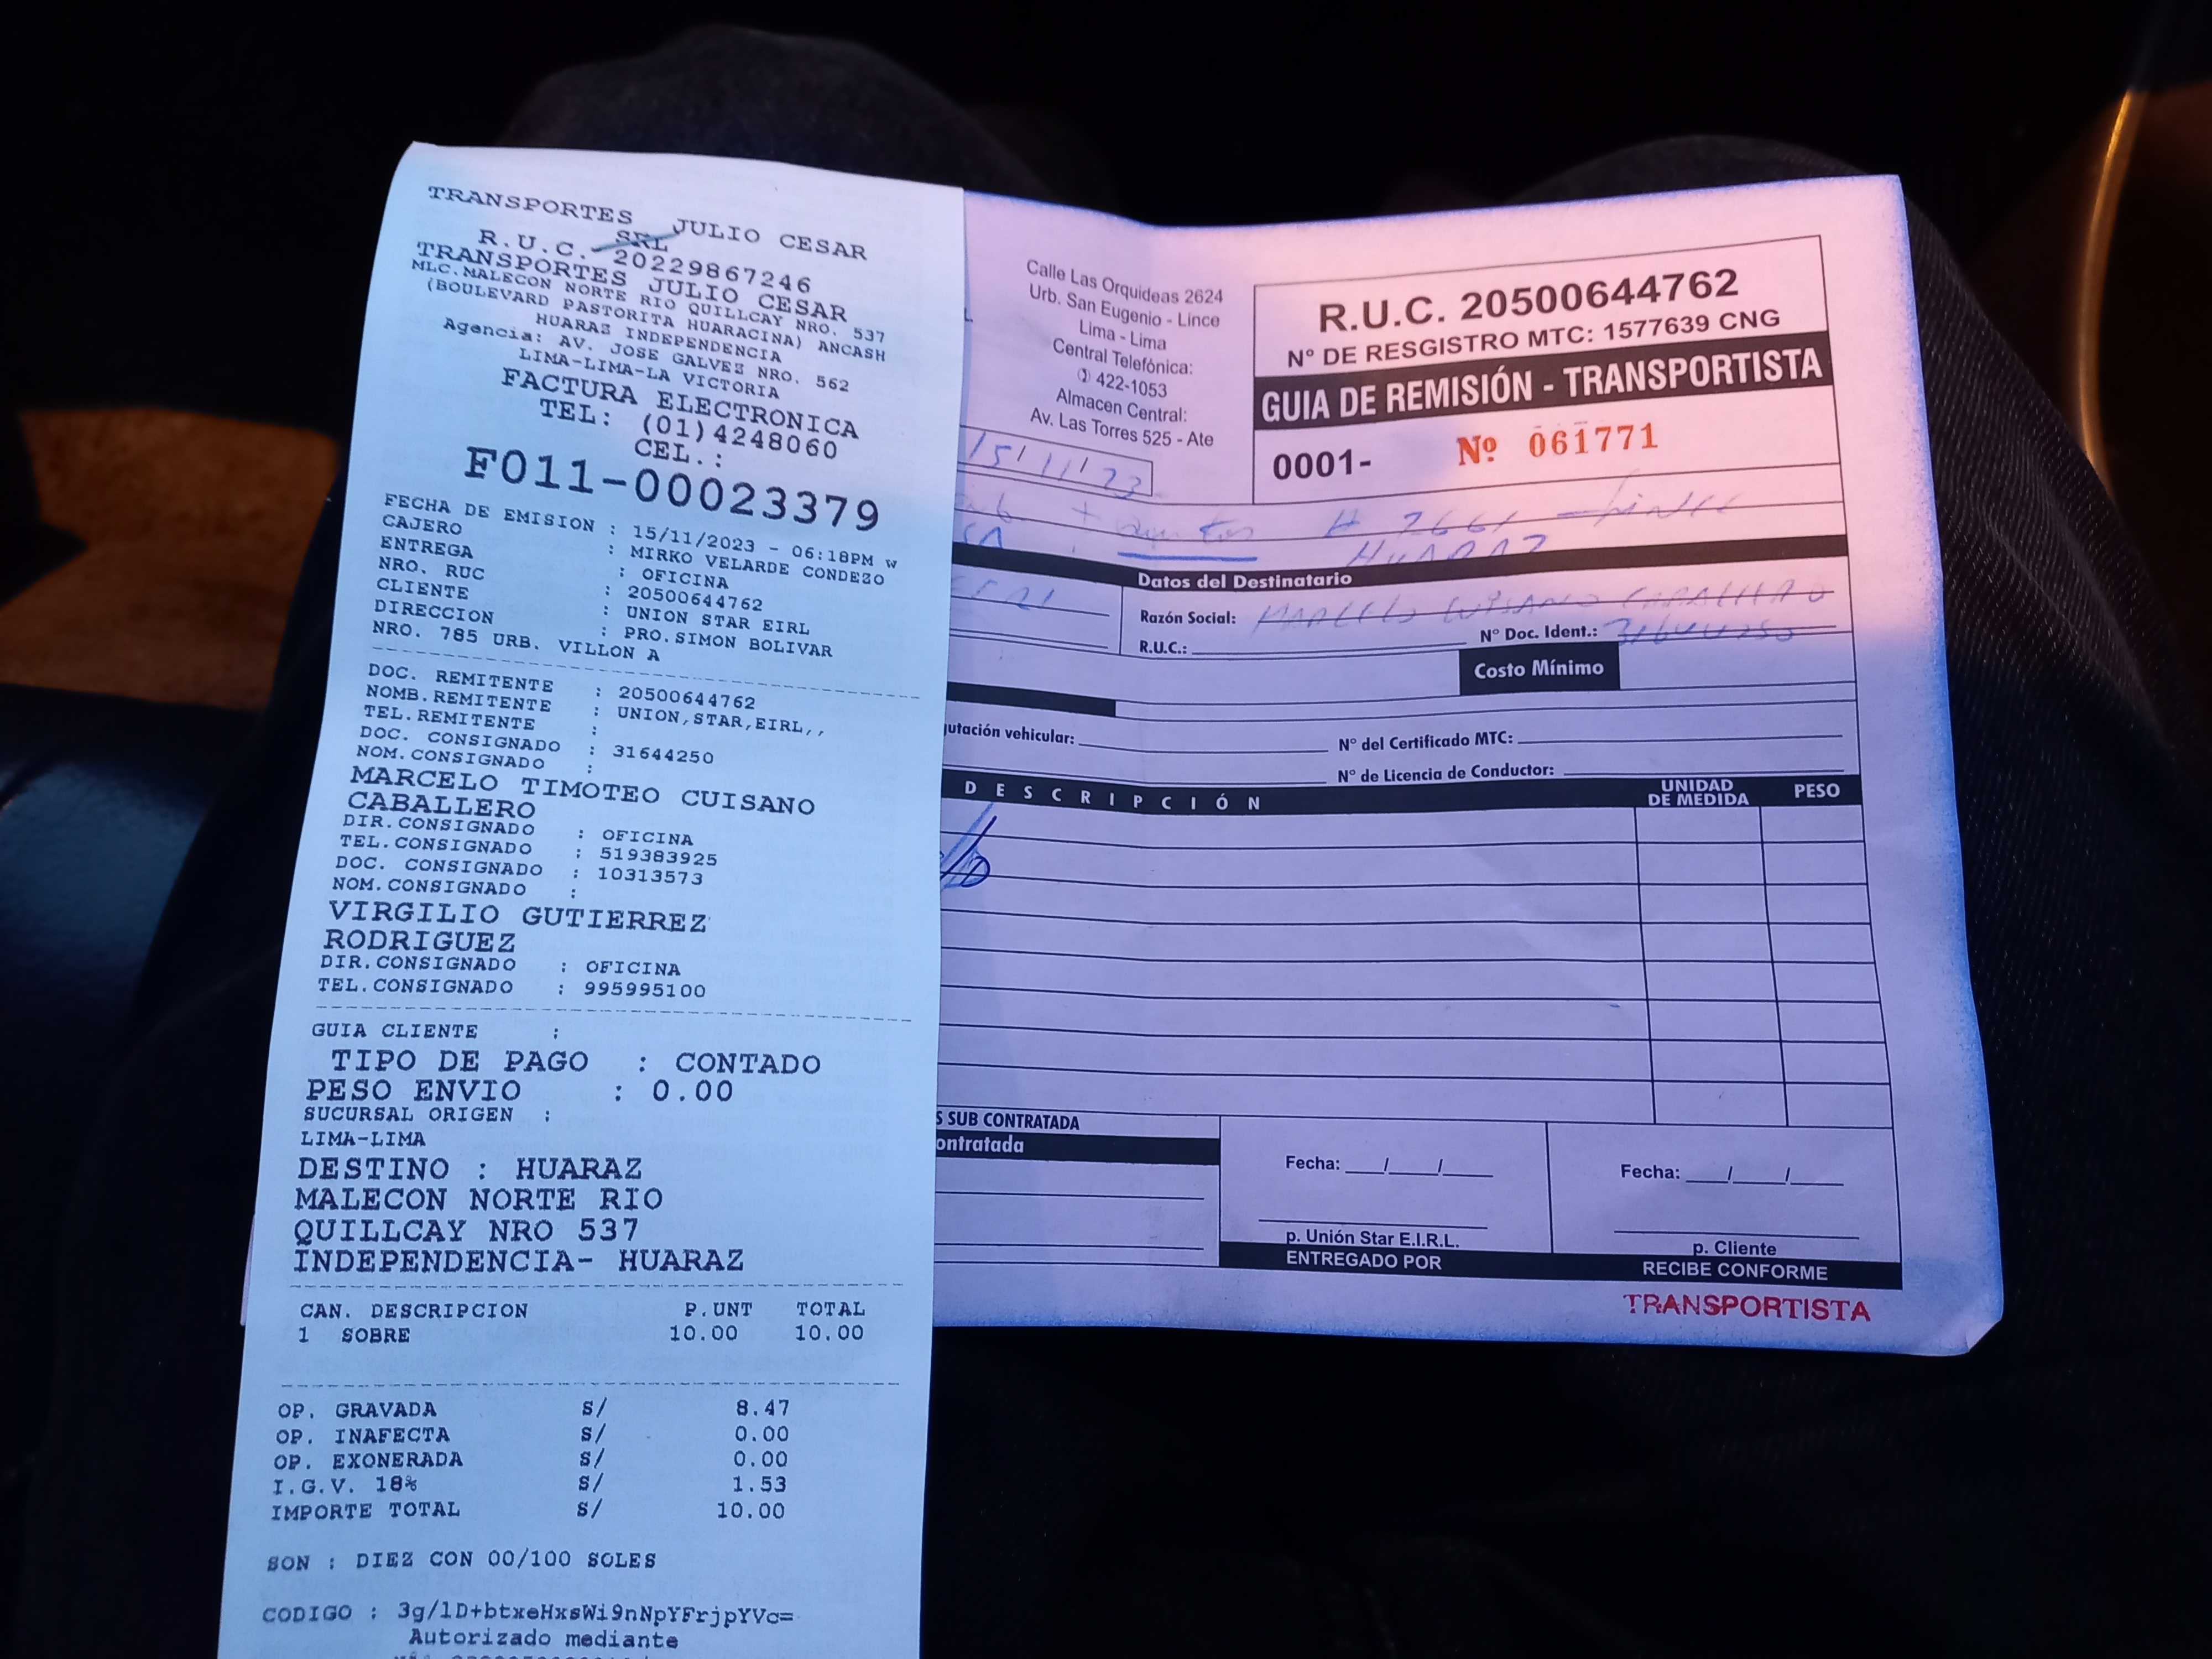 TRANSPORTES JULIO CESAR
SRL
R.U.C. 20229867246
TRANSPORTES JULIO CESAR
MLC.MALECON NORTE RIO QUILLCAY NRO. 537
(BOULEVARD PASTORITA HUARACINA) ANCASH
HUARAS INDEPENDENCIA
Agencia: AV. JOSE GALVEZ NRO. 562
LIMA-LIMA-LA VICTORIA
FACTURA ELECTRONICA
TEL: (01)4248060
CEL.:
F011-00023379
FECHA DE EMISION : 15/11/2023 - 06:18PM W
CAJERO : MIRKO VELARDE CONDEZO
ENTREGA : OFICINA
NRO. RUC : 20500644762
CLIENTE : UNION STAR EIRL
DIRECCION : PRO.SIMON BOLIVAR
NRO. 785 URB. VILLON A
DOC. REMITENTE : 20500644762
NOMB.REMITENTE : UNION,STAR,EIRL,,
TEL.REMITENTE :
DOC. CONSIGNADO : 31644250
NOM.CONSIGNADO :
MARCELO TIMOTEO CUISANO
CABALLERO
DIR.CONSIGNADO : OFICINA
TEL.CONSIGNADO : 519383925
DOC. CONSIGNADO : 10313573
NOM.CONSIGNADO :
VIRGILIO GUTIERREZ
RODRIGUEZ
DIR.CONSIGNADO : OFICINA
TEL.CONSIGNADO : 995995100
GUIA CLIENTE :
TIPO DE PAGO : CONTADO
PESO ENVIO : 0.00
SUCURSAL ORIGEN :
LIMA-LIMA
DESTINO : HUARAZ
MALECON NORTE RIO
QUILLCAY NRO 537
INDEPENDENCIA- HUARAZ
CAN. DESCRIPCION P.UNT TOTAL
1 SOBRE 10.00 10.00
OP. GRAVADA S/ 8.47
OP. INAFECTA S/ 0.00
OP. EXONERADA S/ 0.00
I.G.V. 18% S/ 1.53
IMPORTE TOTAL S/ 10.00
SON : DIEZ CON 00/100 SOLES
CODIGO : 3g/lD+btxeHxsWi9nNpYFrjpYVc=
Autorizado mediante
Calle Las Orquideas 2624
Urb. San Eugenio - Lince
Lima - Lima
Central Telefónica:
422-1053
Almacen Central:
Av. Las Torres 525 - Ate
R.U.C. 20500644762
N° DE RESGISTRO MTC: 1577639 CNG
GUIA DE REMISIÓN - TRANSPORTISTA
0001- Nº 061771
15/11/23
# 2661 - Lince
HUARAZ
Datos del Destinatario
Razón Social: MARCELO CUISANO CABALLERO
R.U.C.: N° Doc. Ident.: 31644250
Costo Mínimo
utación vehicular: N° del Certificado MTC:
N° de Licencia de Conductor:
DESCRIPCIÓN UNIDAD DE MEDIDA PESO
S SUB CONTRATADA
ontratada
Fecha: / / Fecha: / /
p. Unión Star E.I.R.L. p. Cliente
ENTREGADO POR RECIBE CONFORME
TRANSPORTISTA